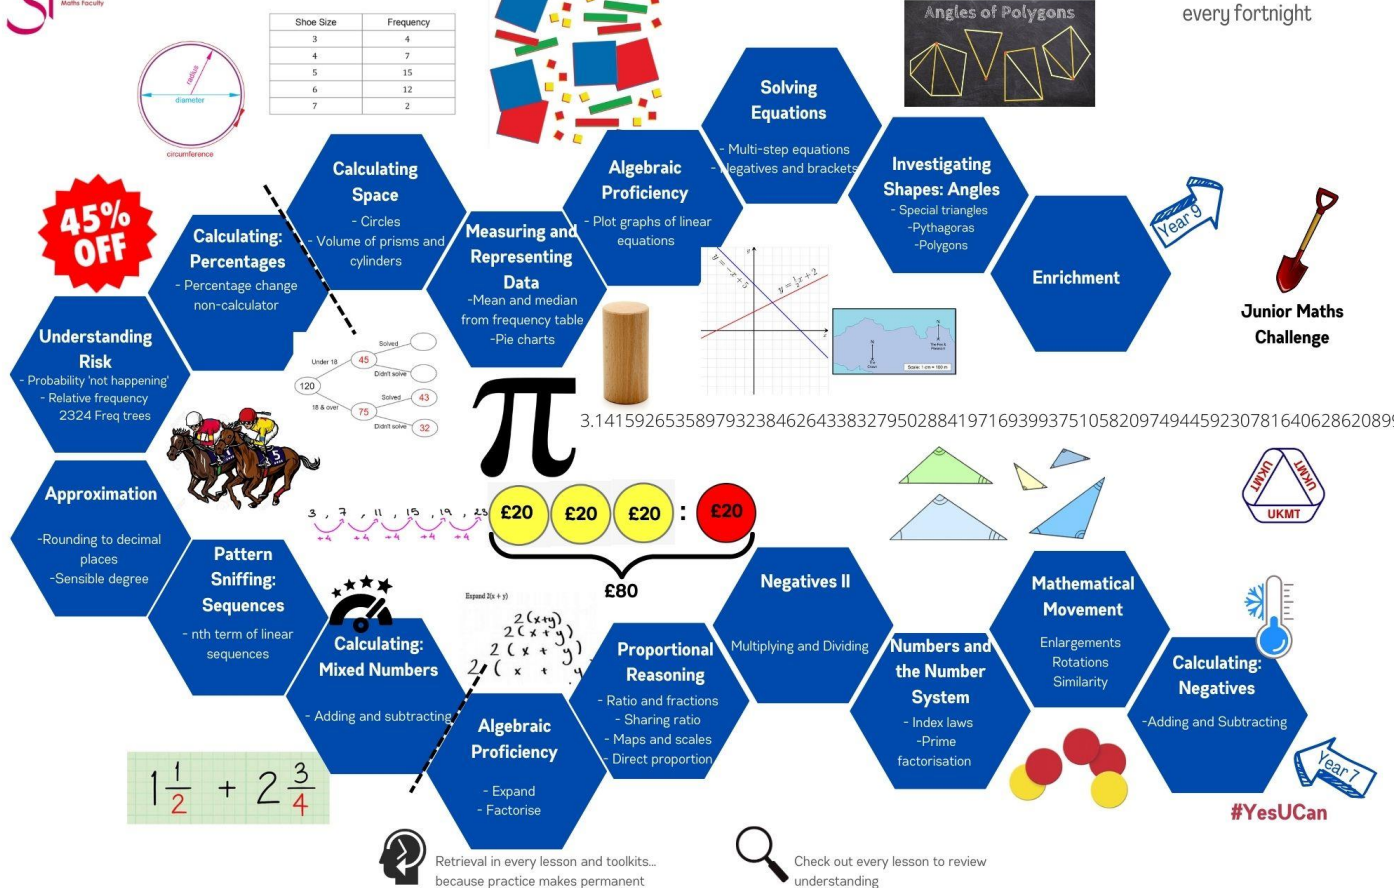 Maths Faculty
every fortnight
Shoe Size Frequency
3 4
4 7
5 15
6 12
7 2
radius
diameter
circumference
Angles of Polygons
Solving
Equations
- Multi-step equations
- Negatives and brackets
Investigating
Shapes: Angles
- Special triangles
-Pythagoras
-Polygons
Enrichment
Year 9
Junior Maths
Challenge
Algebraic
Proficiency
- Plot graphs of linear
equations
Calculating
Space
- Circles
- Volume of prisms and
cylinders
Measuring and
Representing
Data
-Mean and median
from frequency table
-Pie charts
Calculating:
Percentages
- Percentage change
non-calculator
45%
OFF
Understanding
Risk
- Probability 'not happening'
- Relative frequency
2324 Freq trees
120
Under 18
18 & over
45
75
Solved
Didn't solve
Solved 43
Didn't solve 32
y = -x + 5
y = ½x + 2
Scale: 1 cm = 100 m
π
3.14159265358979323846264338327950288419716939937510582097494459230781640628620899
Approximation
-Rounding to decimal
places
-Sensible degree
Pattern
Sniffing:
Sequences
- nth term of linear
sequences
3, 7, 11, 15, 19, 23
+4 +4 +4 +4 +4
£20 £20 £20 : £20
£80
UKMT
UKMT
UKMT
Calculating:
Mixed Numbers
- Adding and subtracting
Expand 2(x + y)
2(x+y)
2(x + y)
2(x + y)
2(x + y
Algebraic
Proficiency
- Expand
- Factorise
Proportional
Reasoning
- Ratio and fractions
- Sharing ratio
- Maps and scales
- Direct proportion
Negatives II
Multiplying and Dividing
Numbers and
the Number
System
- Index laws
-Prime
factorisation
Mathematical
Movement
Enlargements
Rotations
Similarity
Calculating:
Negatives
-Adding and Subtracting
Year 7
#YesUCan
1 1/2 + 2 3/4
Retrieval in every lesson and toolkits...
because practice makes permanent
Check out every lesson to review
understanding